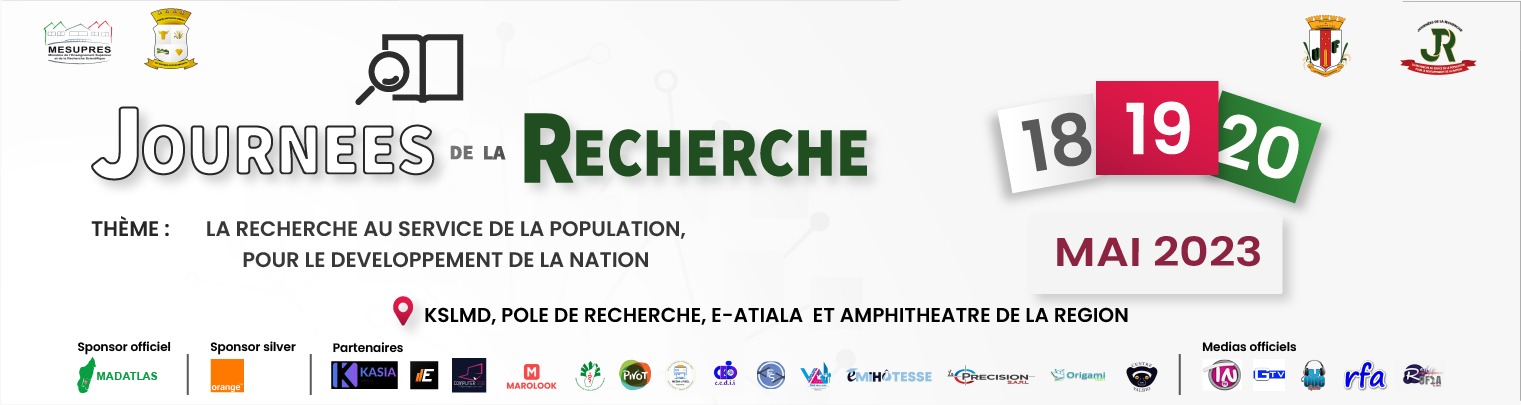 MESUPRES
JOURNEES DE LA RECHERCHE
18 19 20
MAI 2023
THÈME : LA RECHERCHE AU SERVICE DE LA POPULATION,
POUR LE DEVELOPPEMENT DE LA NATION
KSLMD, POLE DE RECHERCHE, E-ATIALA ET AMPHITHEATRE DE LA REGION
Sponsor officiel
MADATLAS
Sponsor silver
orange
Partenaires
KASIA
MAROLOOK
PIVOT
c.e.d.i.i
eMIHÔTESSE
La PRECISION S.A.R.L
Origami
Medias officiels
GTV
rfa